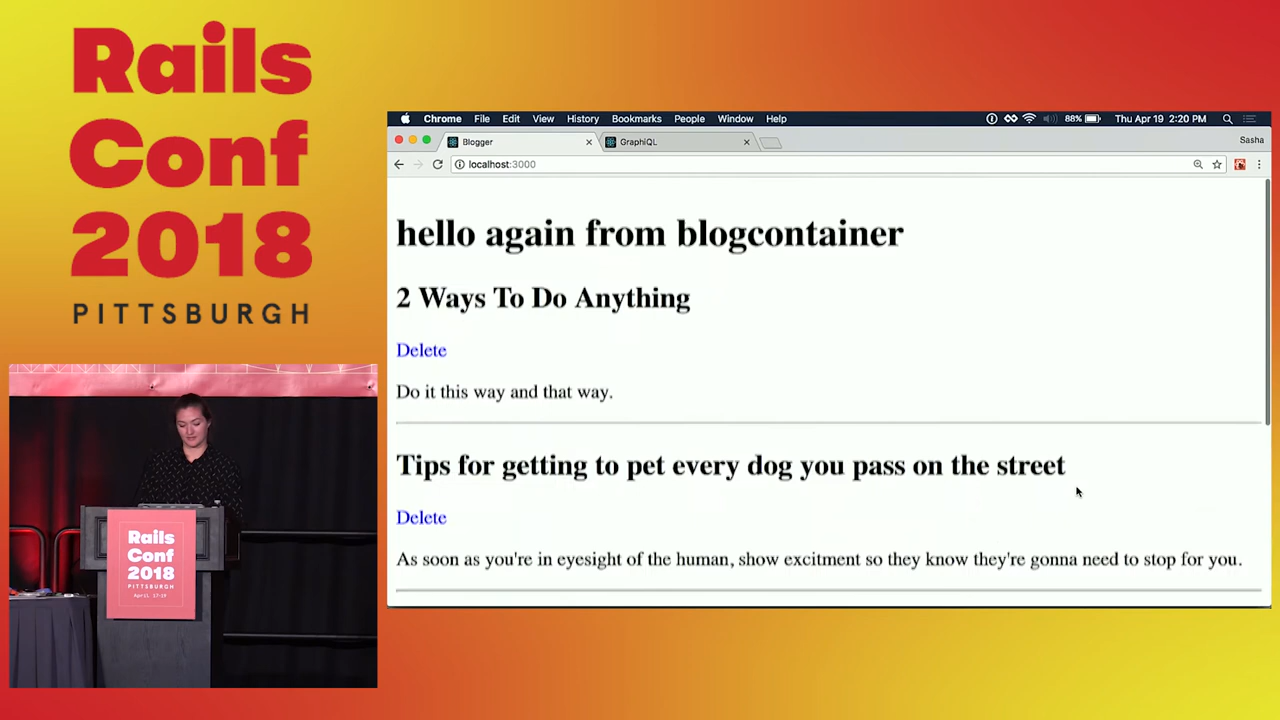 Rails
Conf
2018
PITTSBURGH
Chrome File Edit View History Bookmarks People Window Help 88% Thu Apr 19 2:20 PM
Blogger GraphiQL Sasha
localhost:3000
hello again from blogcontainer
2 Ways To Do Anything
Delete
Do it this way and that way.
Tips for getting to pet every dog you pass on the street
Delete
As soon as you're in eyesight of the human, show excitment so they know they're gonna need to stop for you.
Rails
Conf
2018
PITTSBURGH
April, 17-19